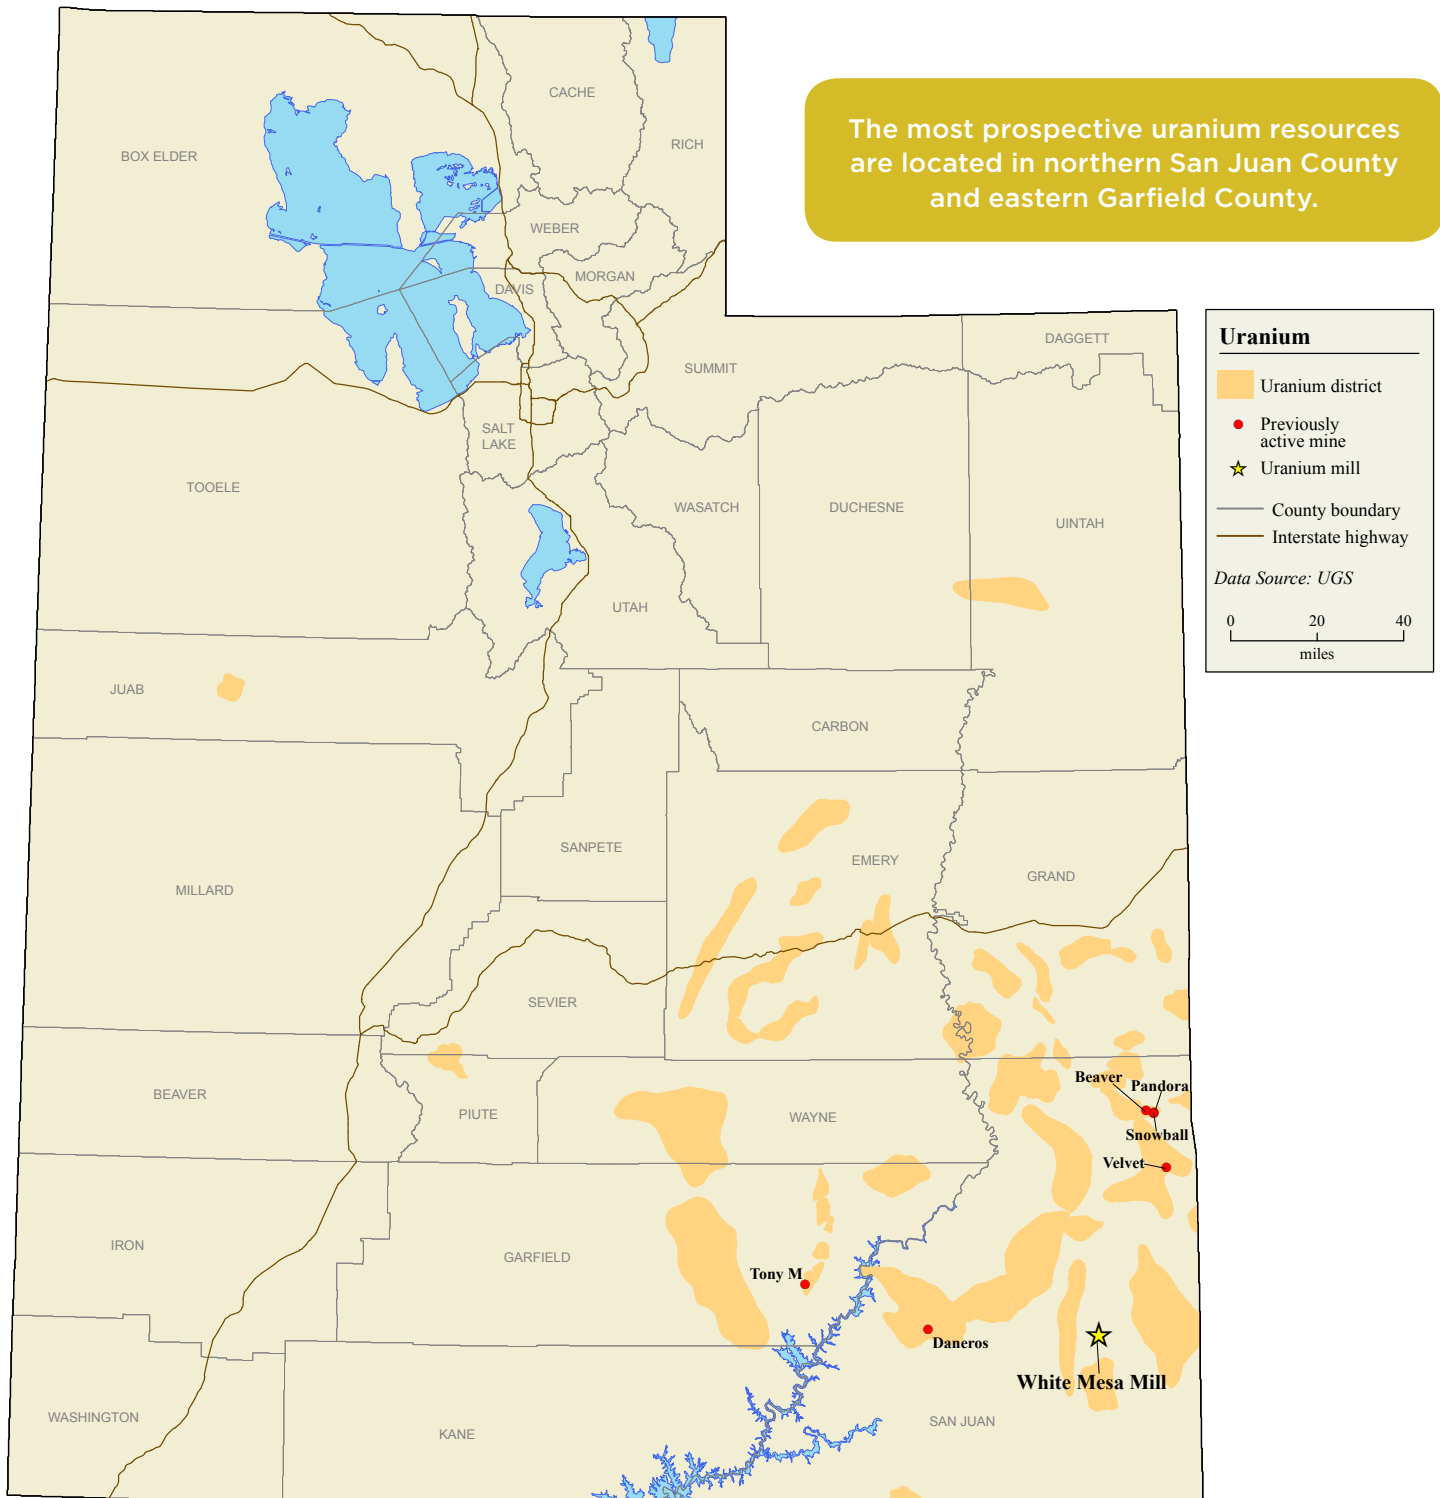 The most prospective uranium resources
are located in northern San Juan County
and eastern Garfield County.
CACHE
BOX ELDER
RICH
WEBER
MORGAN
DAVIS
DAGGETT
SUMMIT
SALT
LAKE
TOOELE
WASATCH
DUCHESNE
UINTAH
UTAH
JUAB
CARBON
SANPETE
EMERY
GRAND
MILLARD
SEVIER
BEAVER
PIUTE
WAYNE
Beaver
Pandora
Snowball
Velvet
IRON
GARFIELD
Tony M
Daneros
White Mesa Mill
WASHINGTON
KANE
SAN JUAN
Uranium
Uranium district
Previously
active mine
Uranium mill
County boundary
Interstate highway
Data Source: UGS
0 20 40
miles